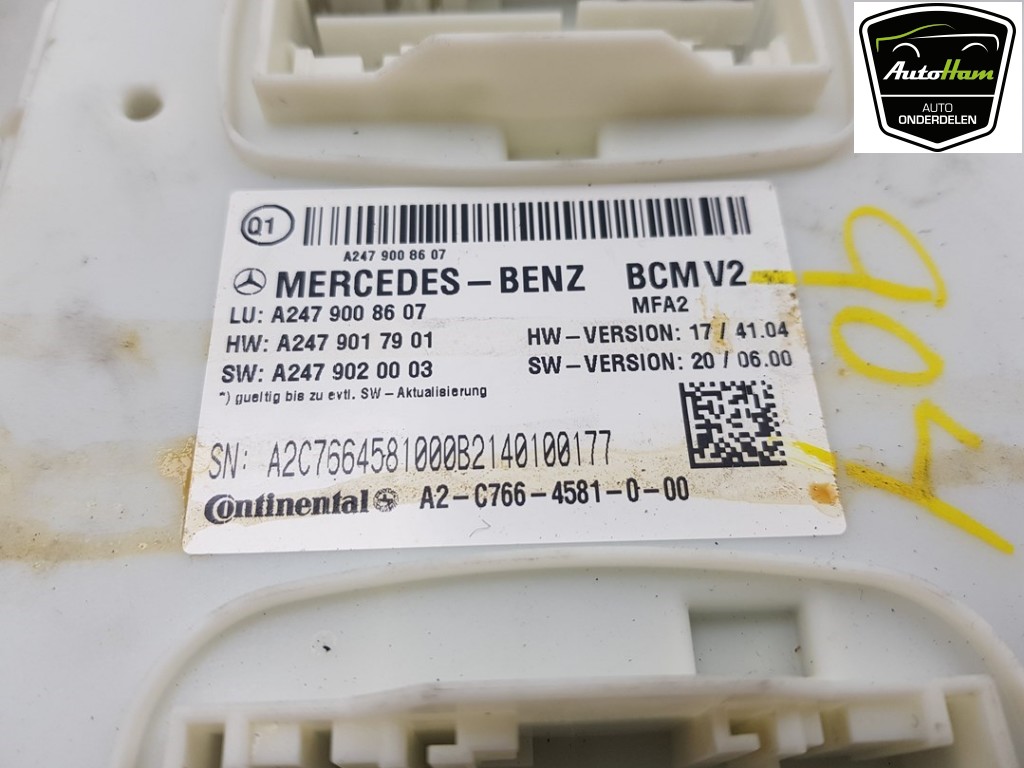 AutoHam
AUTO
ONDERDELEN
Q1
A247 900 86 07
MERCEDES-BENZ BCM V2
MFA2
LU: A247 900 86 07
HW: A247 901 79 01 HW-VERSION: 17 / 41.04
SW: A247 902 00 03 SW-VERSION: 20 / 06.00
*) gueltig bis zu evtl. SW-Aktualisierung
SN: A2C7664581000B2140100177
Continental A2-C766-4581-0-00